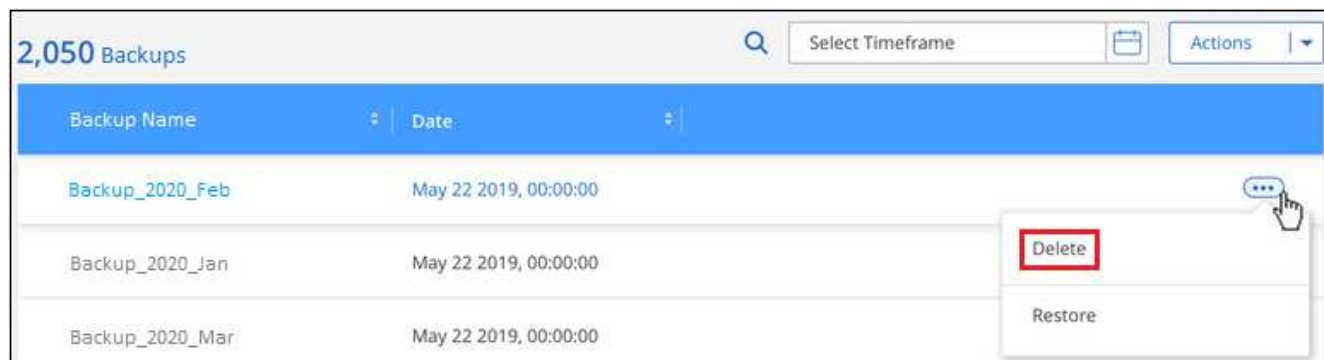 2,050 Backups
Select Timeframe
Actions
Backup Name Date
Backup_2020_Feb May 22 2019, 00:00:00
Delete
Backup_2020_Jan May 22 2019, 00:00:00
Restore
Backup_2020_Mar May 22 2019, 00:00:00